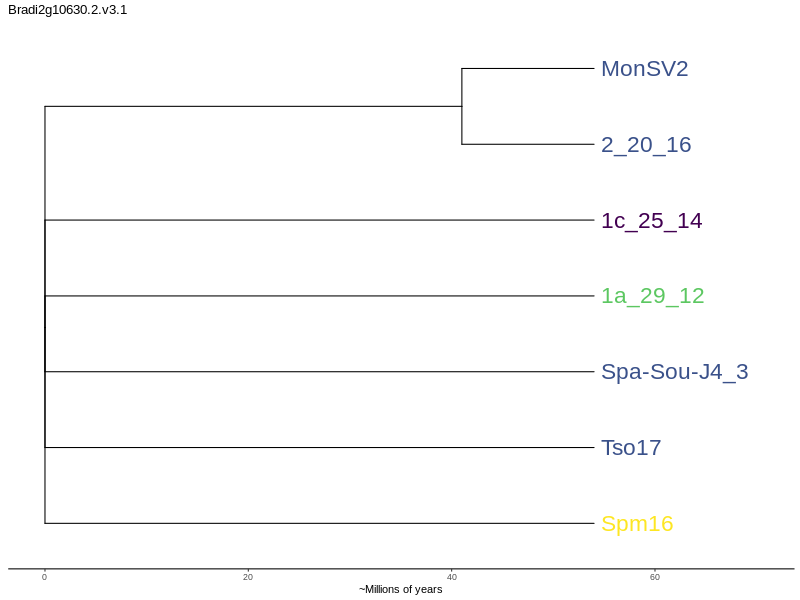 Bradi2g10630.2.v3.1
MonSV2
2_20_16
1c_25_14
1a_29_12
Spa-Sou-J4_3
Tso17
Spm16
0 20 40 60
~Millions of years